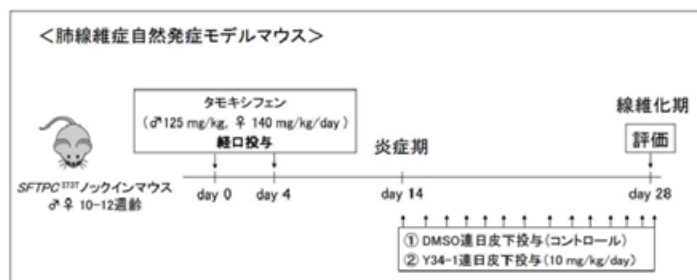 ＜肺線維症自然発症モデルマウス＞
タモキシフェン
(♂125 mg/kg, ♀ 140 mg/kg/day)
経口投与
線維化期
炎症期
評価
SFTPC I73Tノックインマウス
♂♀ 10-12週齢
day 0
day 4
day 14
day 28
① DMSO連日皮下投与(コントロール)
② Y34-1連日皮下投与(10 mg/kg/day)